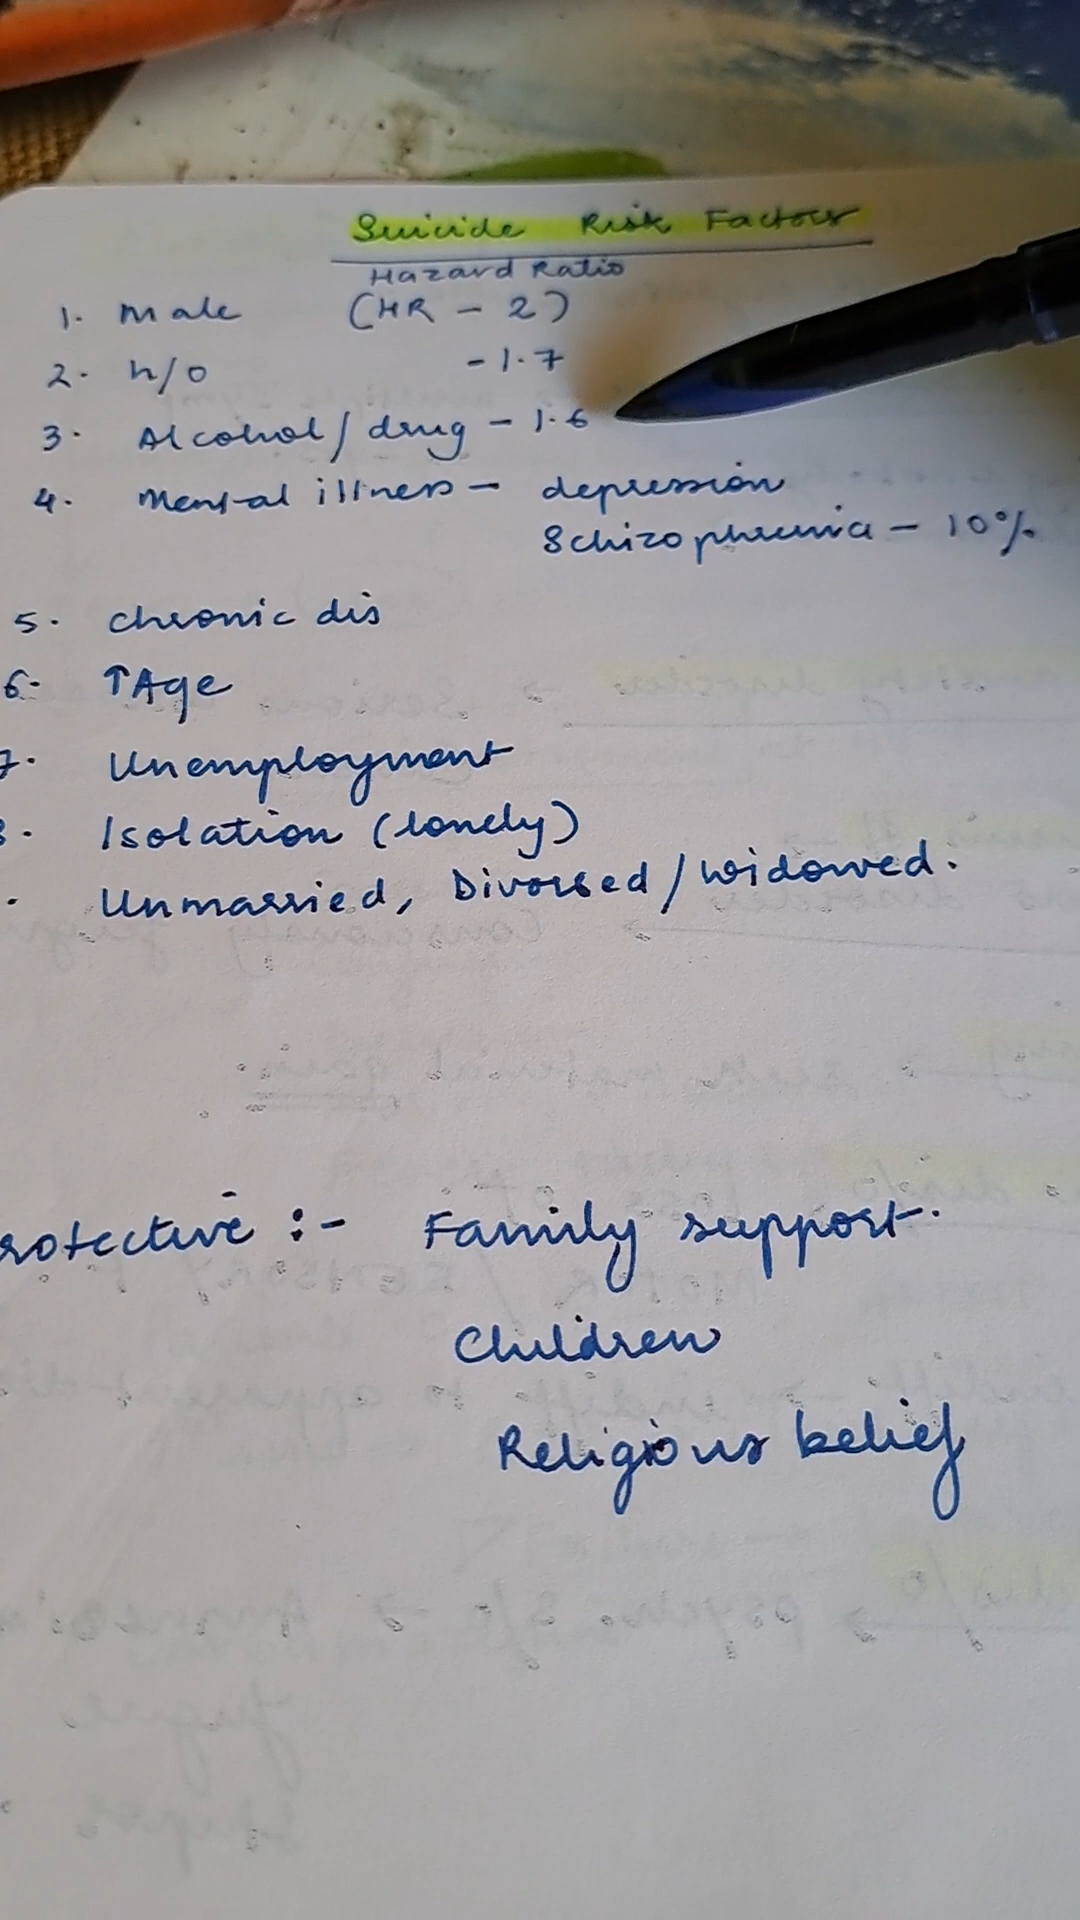 Suicide Risk Factors
Hazard Ratio
1. Male (HR - 2)
2. h/o - 1.7
3. Alcohol/drug - 1.6
4. Mental illness - depression
Schizophrenia - 10%
5. chronic dis
6. ↑Age
7. Unemployment
8. Isolation (lonely)
. Unmarried, Divorsed/widowed.
rotective :- Family support.
Children
Religious belief